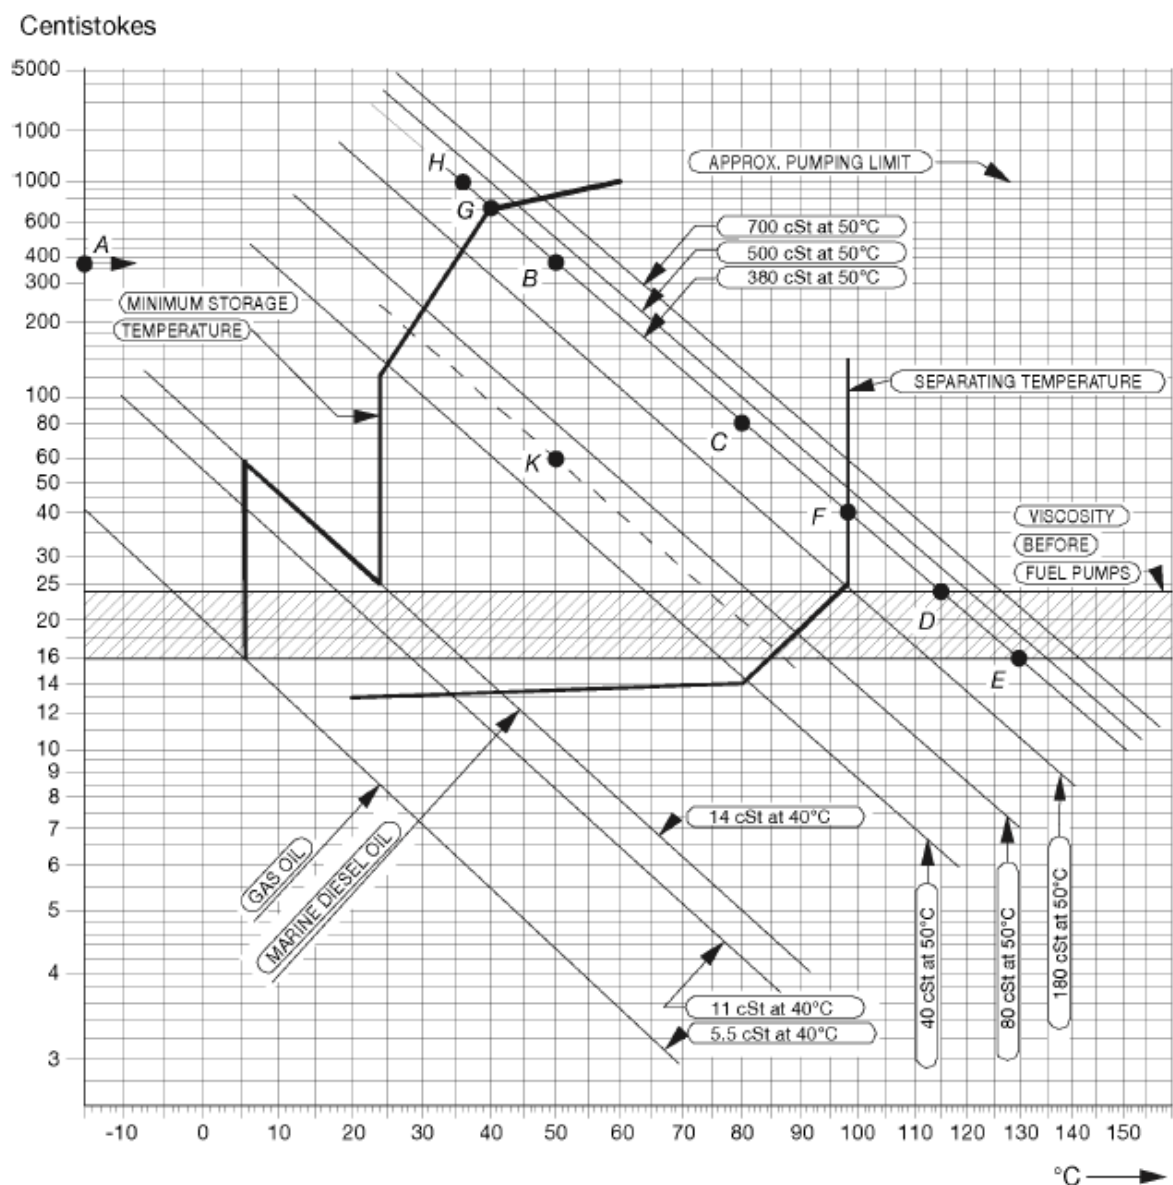 Centistokes
5000
1000
1000
600
400
300
200
100
80
60
50
40
30
25
20
16
14
12
10
9
8
7
6
5
4
3
H
G
A
B
C
K
F
D
E
APPROX. PUMPING LIMIT
700 cSt at 50°C
500 cSt at 50°C
380 cSt at 50°C
MINIMUM STORAGE
TEMPERATURE
SEPARATING TEMPERATURE
VISCOSITY
BEFORE
FUEL PUMPS
GAS OIL
MARINE DIESEL OIL
14 cSt at 40°C
11 cSt at 40°C
5.5 cSt at 40°C
40 cSt at 50°C
80 cSt at 50°C
180 cSt at 50°C
-10 0 20 30 40 50 60 70 80 90 100 110 120 130 140 150
°C